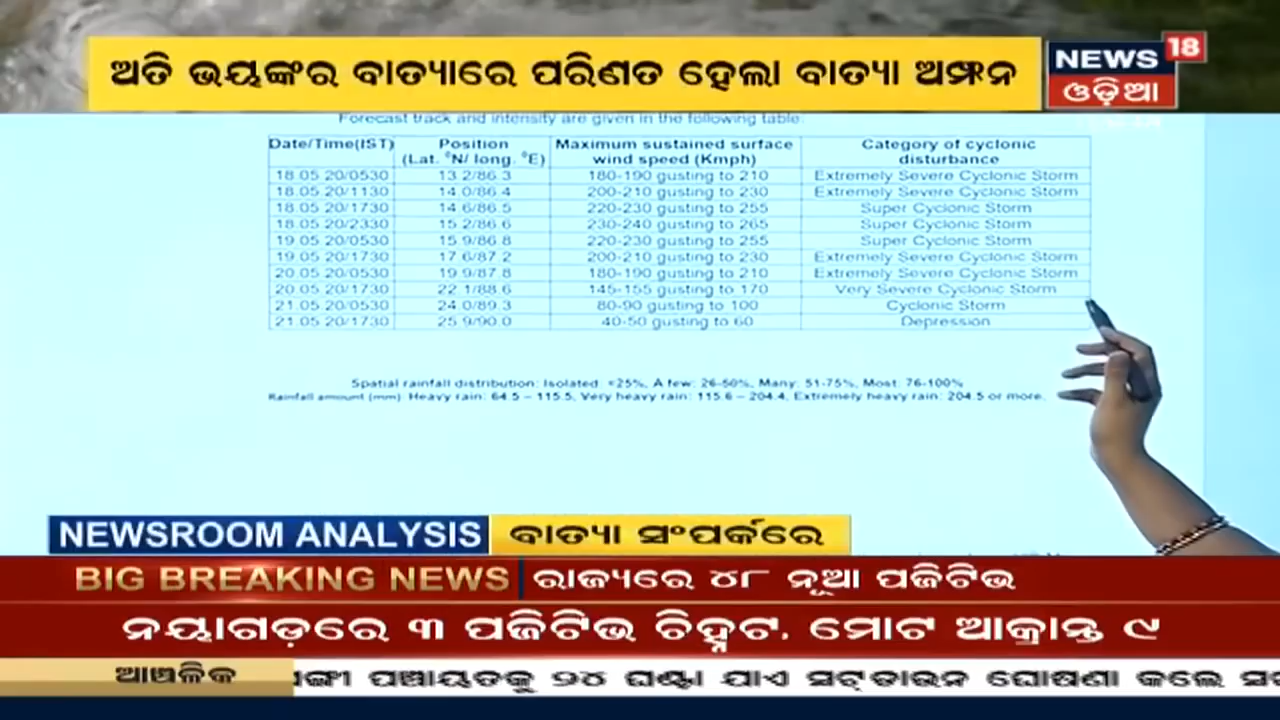 ଅତି ଭୟଙ୍କର ବାତ୍ୟାରେ ପରିଣତ ହେଲା ବାତ୍ୟା ଅମ୍ଫନ
NEWS 18
ଓଡ଼ିଆ
Forecast track and intensity are given in the following table:
Date/Time(IST) Position (Lat. ⁰N/ long. ⁰E) Maximum sustained surface wind speed (Kmph) Category of cyclonic disturbance
18.05.20/0530 13.2/86.3 180-190 gusting to 210 Extremely Severe Cyclonic Storm
18.05.20/1130 14.0/86.4 200-210 gusting to 230 Extremely Severe Cyclonic Storm
18.05.20/1730 14.6/86.5 220-230 gusting to 255 Super Cyclonic Storm
18.05.20/2330 15.2/86.6 230-240 gusting to 265 Super Cyclonic Storm
19.05.20/0530 15.9/86.8 220-230 gusting to 255 Super Cyclonic Storm
19.05.20/1730 17.6/87.2 200-210 gusting to 230 Extremely Severe Cyclonic Storm
20.05.20/0530 19.9/87.8 180-190 gusting to 210 Extremely Severe Cyclonic Storm
20.05.20/1730 22.1/88.6 145-155 gusting to 170 Very Severe Cyclonic Storm
21.05.20/0530 24.0/89.3 80-90 gusting to 100 Cyclonic Storm
21.05.20/1730 25.9/90.0 40-50 gusting to 60 Depression
Spatial rainfall distribution: Isolated: <25%, A few: 26-50%, Many: 51-75%, Most: 76-100%
Rainfall amount (mm): Heavy rain: 64.5 – 115.5, Very heavy rain: 115.6 – 204.4, Extremely heavy rain: 204.5 or more.
NEWSROOM ANALYSIS ବାତ୍ୟା ସଂପର୍କରେ
BIG BREAKING NEWS ରାଜ୍ୟରେ ୪୮ ନୂଆ ପଜିଟିଭ
ନୟାଗଡ଼ରେ ୩ ପଜିଟିଭ ଚିହ୍ନଟ. ମୋଟ ଆକ୍ରାନ୍ତ ୯
ଆଞ୍ଚଳିକ ପଞ୍ଚାୟତକୁ ୨୪ ଘଣ୍ଟା ଯାଏ ସଟ୍‌ଡାଉନ ଘୋଷଣା କଲେ